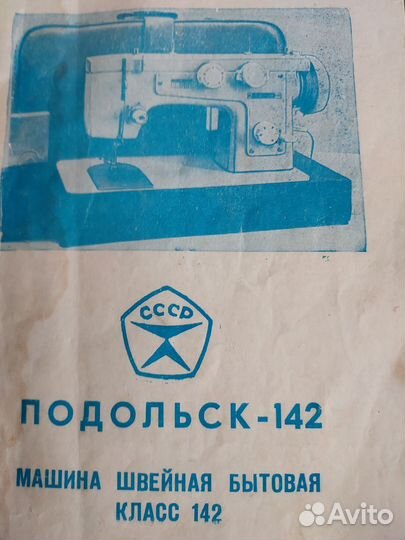 СССР
ПОДОЛЬСК-142
МАШИНА ШВЕЙНАЯ БЫТОВАЯ
КЛАСС 142
Avito